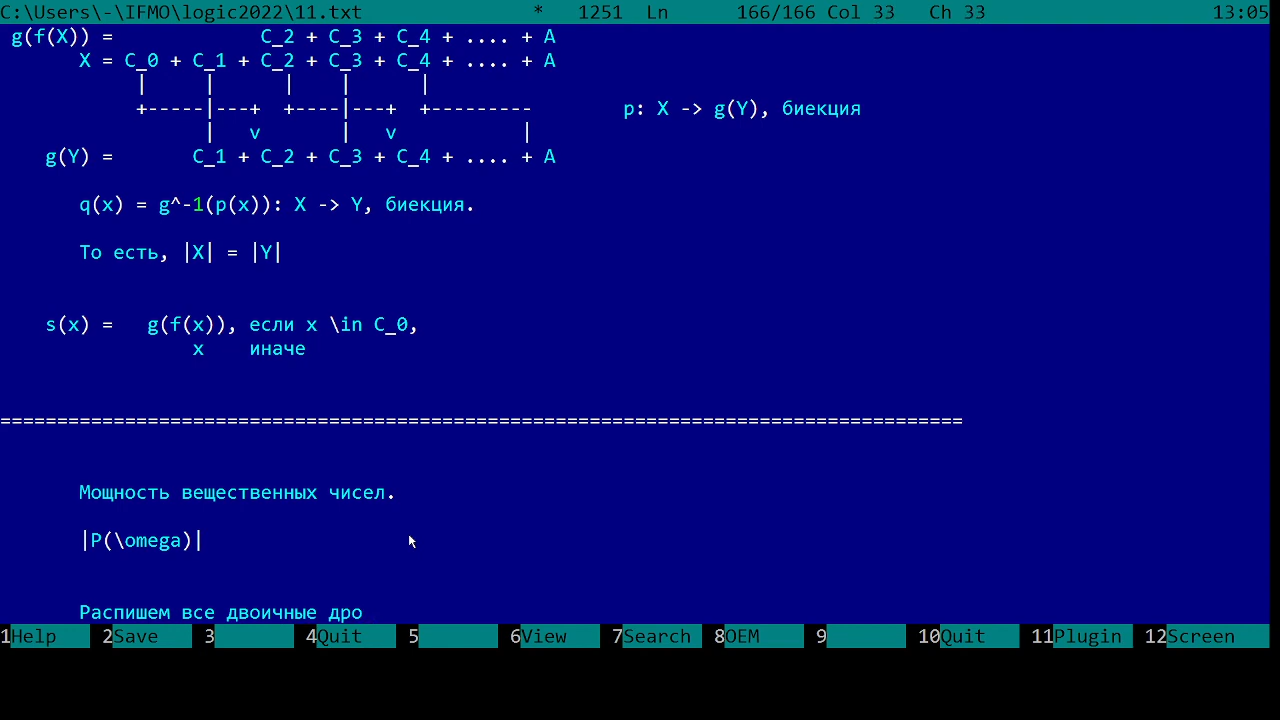 C:\Users\-\IFMO\logic2022\11.txt * 1251 Ln 166/166 Col 33 Ch 33 13:05
g(f(X)) = C_2 + C_3 + C_4 + .... + A
X = C_0 + C_1 + C_2 + C_3 + C_4 + .... + A
| | | | |
+-----|---+ +----|---+ +--------- p: X -> g(Y), биекция
| v | v |
g(Y) = C_1 + C_2 + C_3 + C_4 + .... + A
q(x) = g^-1(p(x)): X -> Y, биекция.
То есть, |X| = |Y|
s(x) = g(f(x)), если x \in C_0,
x иначе
=====================================================================================
Мощность вещественных чисел.
|P(\omega)|
Распишем все двоичные дро
1Help 2Save 3 4Quit 5 6View 7Search 8OEM 9 10Quit 11Plugin 12Screen